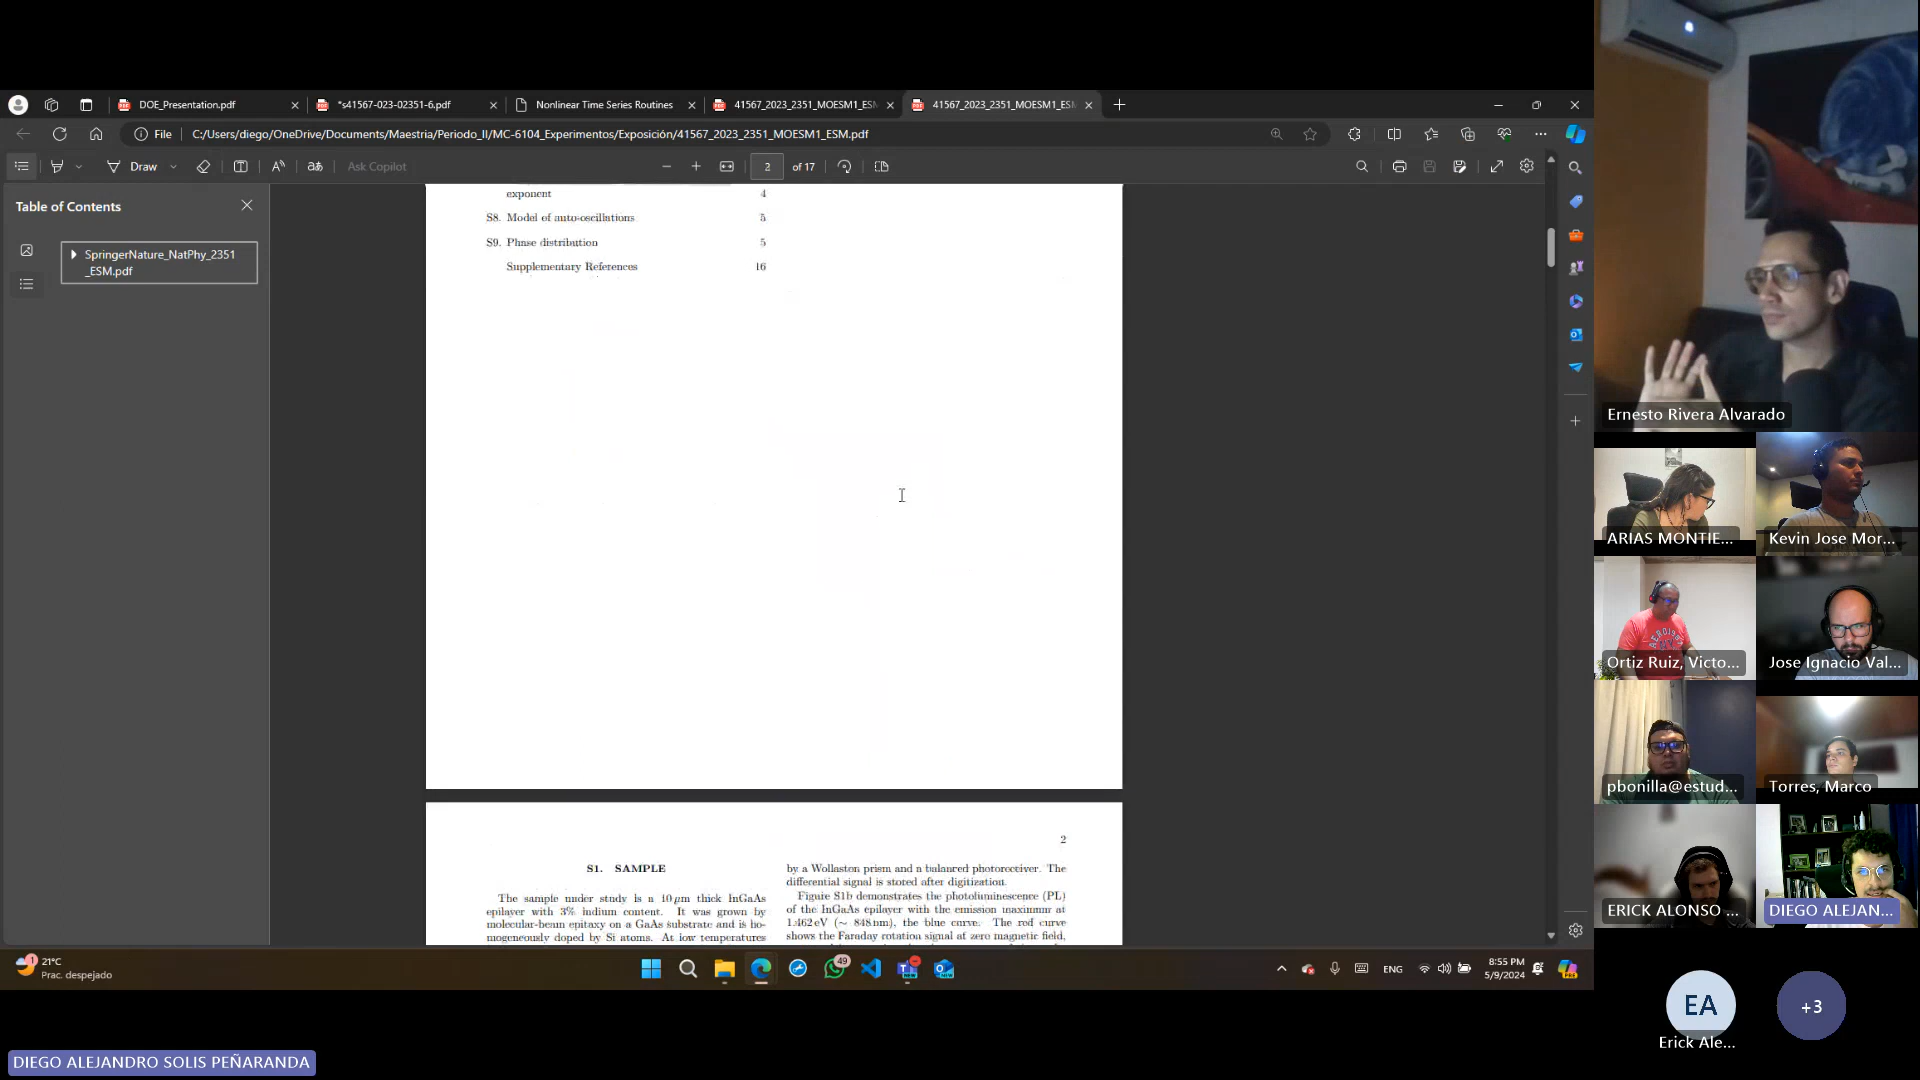 DOE_Presentation.pdf
*s41567-023-02351-6.pdf
Nonlinear Time Series Routines
41567_2023_2351_MOESM1_ESM
41567_2023_2351_MOESM1_ESM
File
C:/Users/diego/OneDrive/Documents/Maestria/Periodo_II/MC-6104_Experimentos/Exposición/41567_2023_2351_MOESM1_ESM.pdf
Draw
Ask Copilot
2
of 17
Table of Contents
SpringerNature_NatPhy_2351
_ESM.pdf
exponent 4
S8. Model of auto-oscillations 5
S9. Phase distribution 5
Supplementary References 16
2
S1. SAMPLE
The sample under study is a 10 μm thick InGaAs
epilayer with 3% indium content. It was grown by
molecular-beam epitaxy on a GaAs substrate and is ho-
mogeneously doped by Si atoms. At low temperatures
by a Wollaston prism and a balanced photoreceiver. The
differential signal is stored after digitization.
Figure S1b demonstrates the photoluminescence (PL)
of the InGaAs epilayer with the emission maximum at
1.462 eV (∼ 848 nm), the blue curve. The red curve
shows the Faraday rotation signal at zero magnetic field,
Ernesto Rivera Alvarado
ARIAS MONTIE...
Kevin Jose Mor...
Ortiz Ruiz, Victo...
Jose Ignacio Val...
pbonilla@estud...
Torres, Marco
ERICK ALONSO ...
DIEGO ALEJAN...
EA
+3
Erick Ale...
1
21°C
Prac. despejado
49
ENG
8:55 PM
5/9/2024
DIEGO ALEJANDRO SOLIS PEÑARANDA